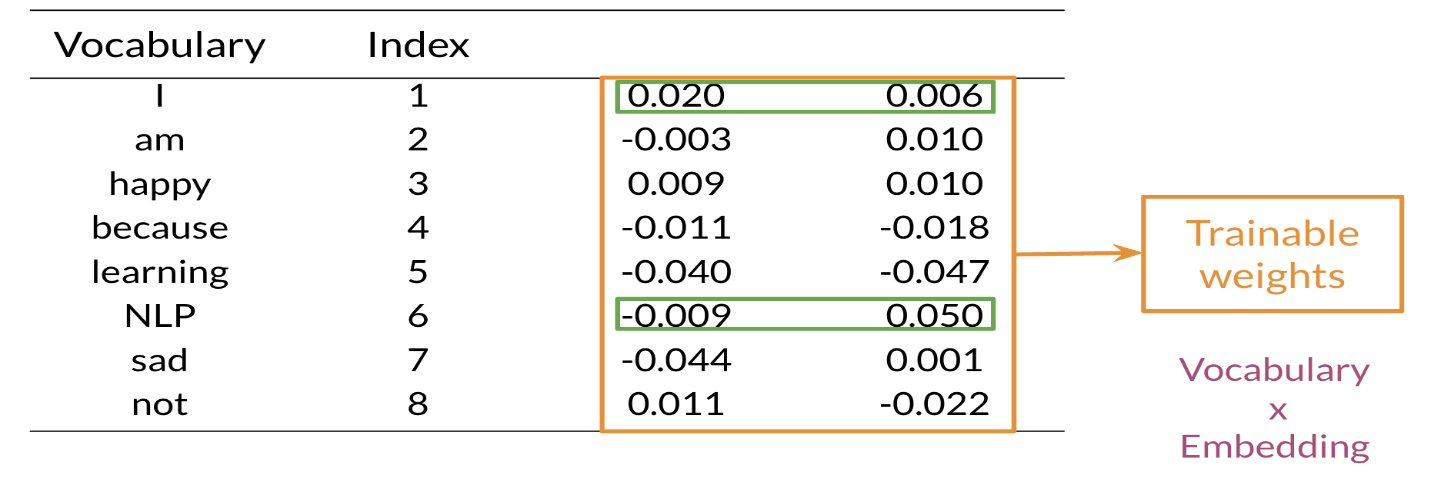 Vocabulary Index
I 1 0.020 0.006
am 2 -0.003 0.010
happy 3 0.009 0.010
because 4 -0.011 -0.018
learning 5 -0.040 -0.047
NLP 6 -0.009 0.050
sad 7 -0.044 0.001
not 8 0.011 -0.022
Trainable
weights
Vocabulary
x
Embedding